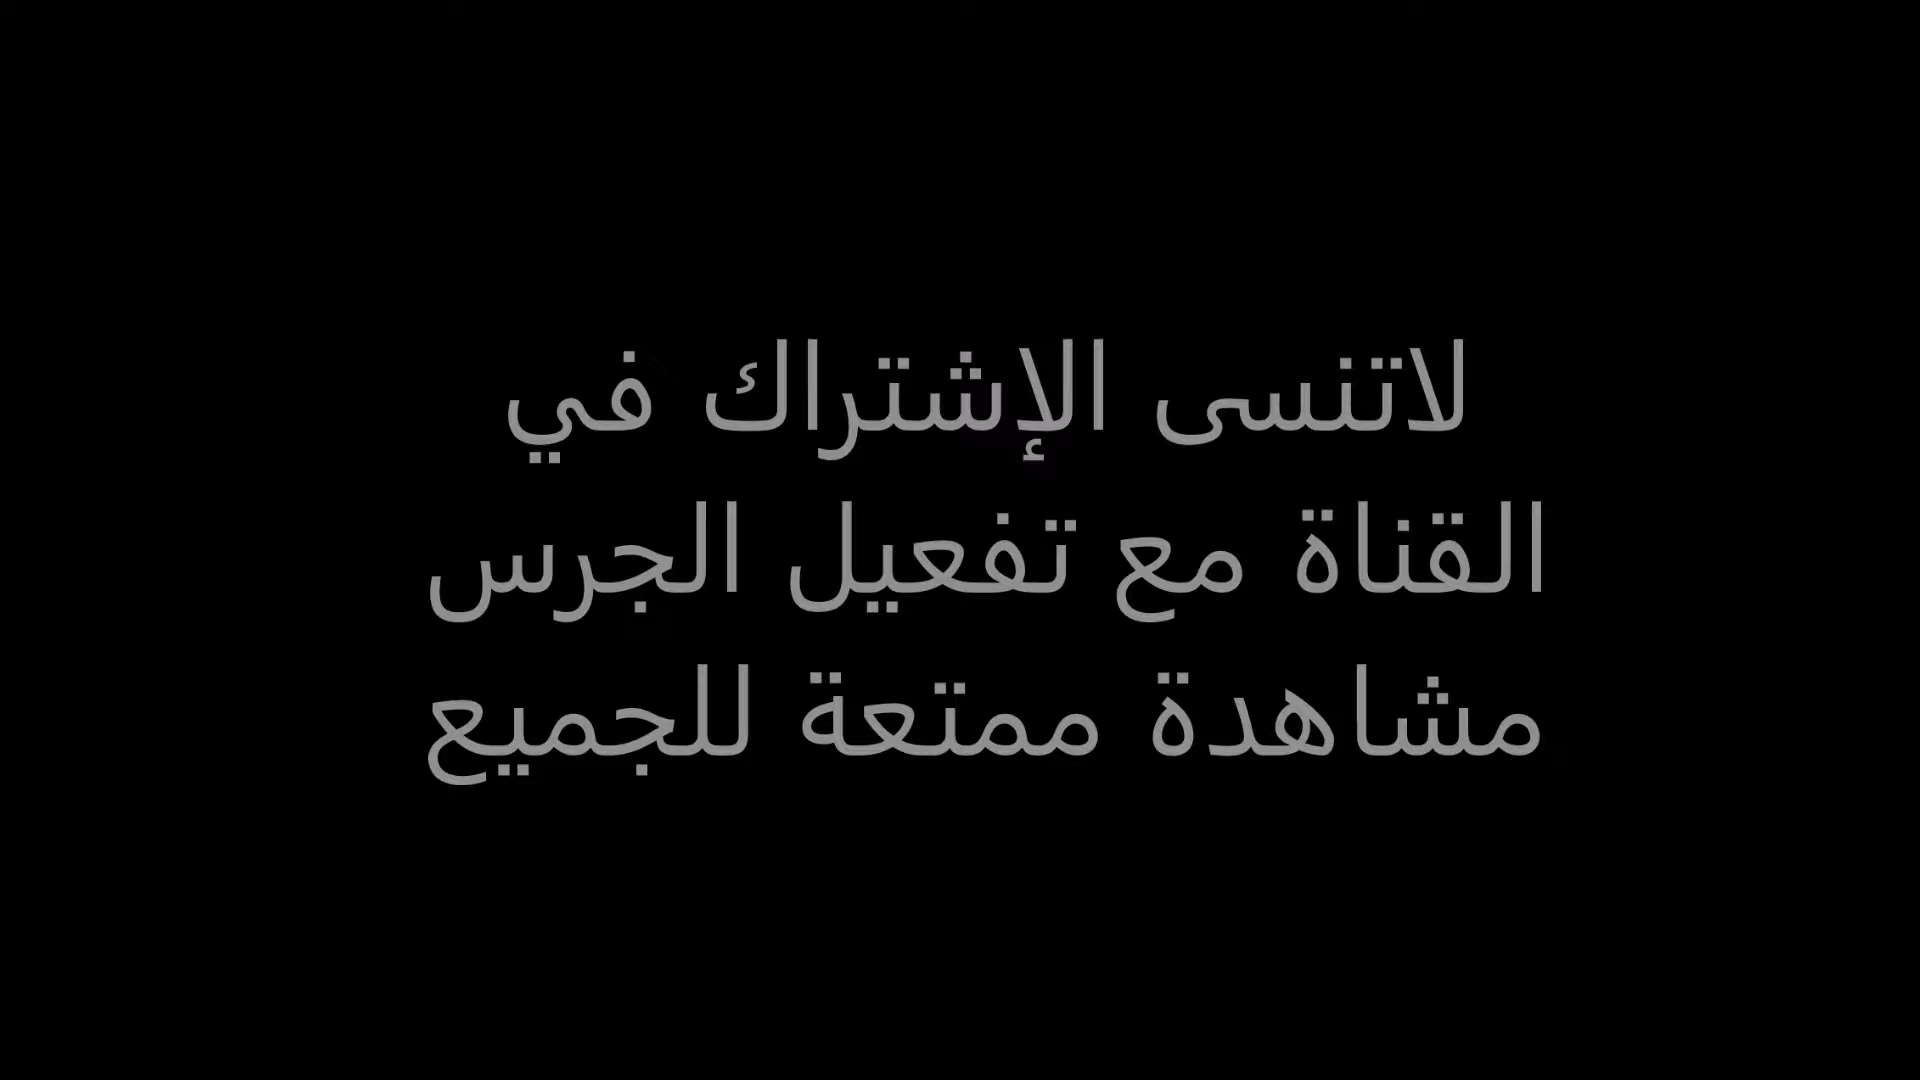 لاتنسى الإشتراك في
القناة مع تفعيل الجرس
مشاهدة ممتعة للجميع